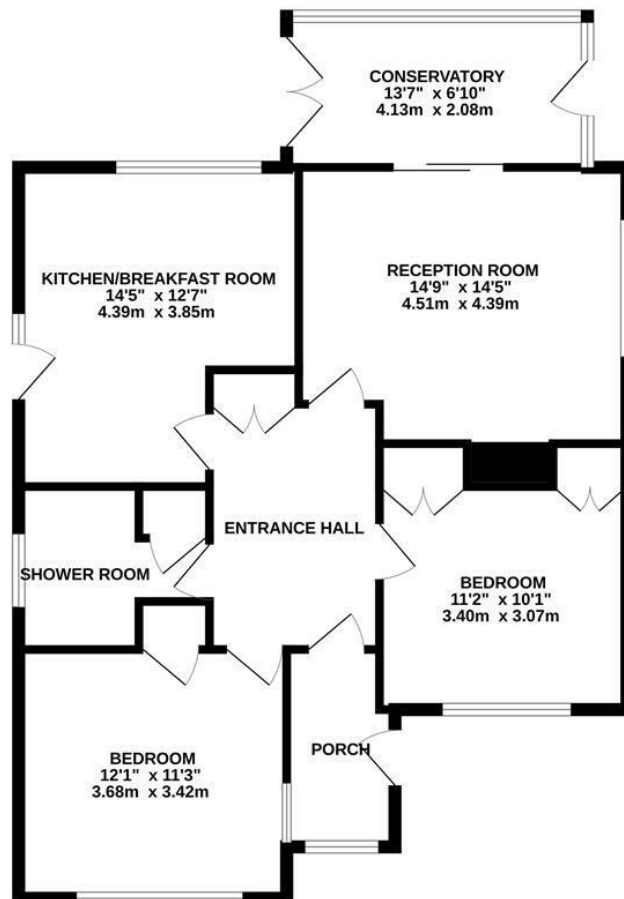 CONSERVATORY
13'7" x 6'10"
4.13m x 2.08m
KITCHEN/BREAKFAST ROOM
14'5" x 12'7"
4.39m x 3.85m
RECEPTION ROOM
14'9" x 14'5"
4.51m x 4.39m
ENTRANCE HALL
SHOWER ROOM
BEDROOM
11'2" x 10'1"
3.40m x 3.07m
BEDROOM
12'1" x 11'3"
3.68m x 3.42m
PORCH